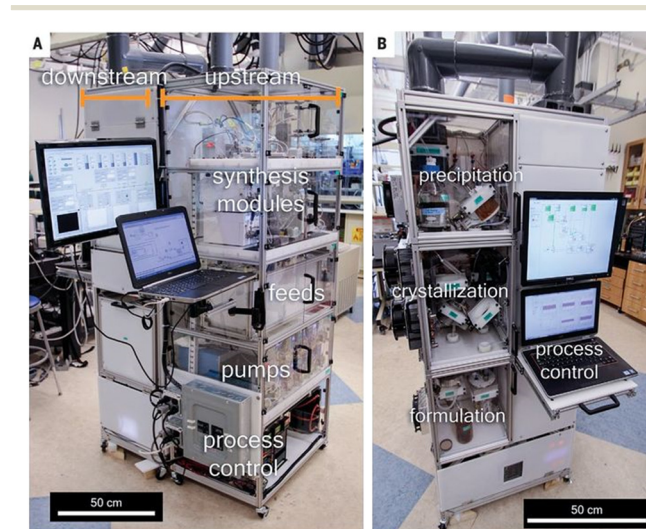 A
downstream
upstream
synthesis
modules
feeds
pumps
process
control
50 cm
B
precipitation
crystallization
process
control
formulation
50 cm